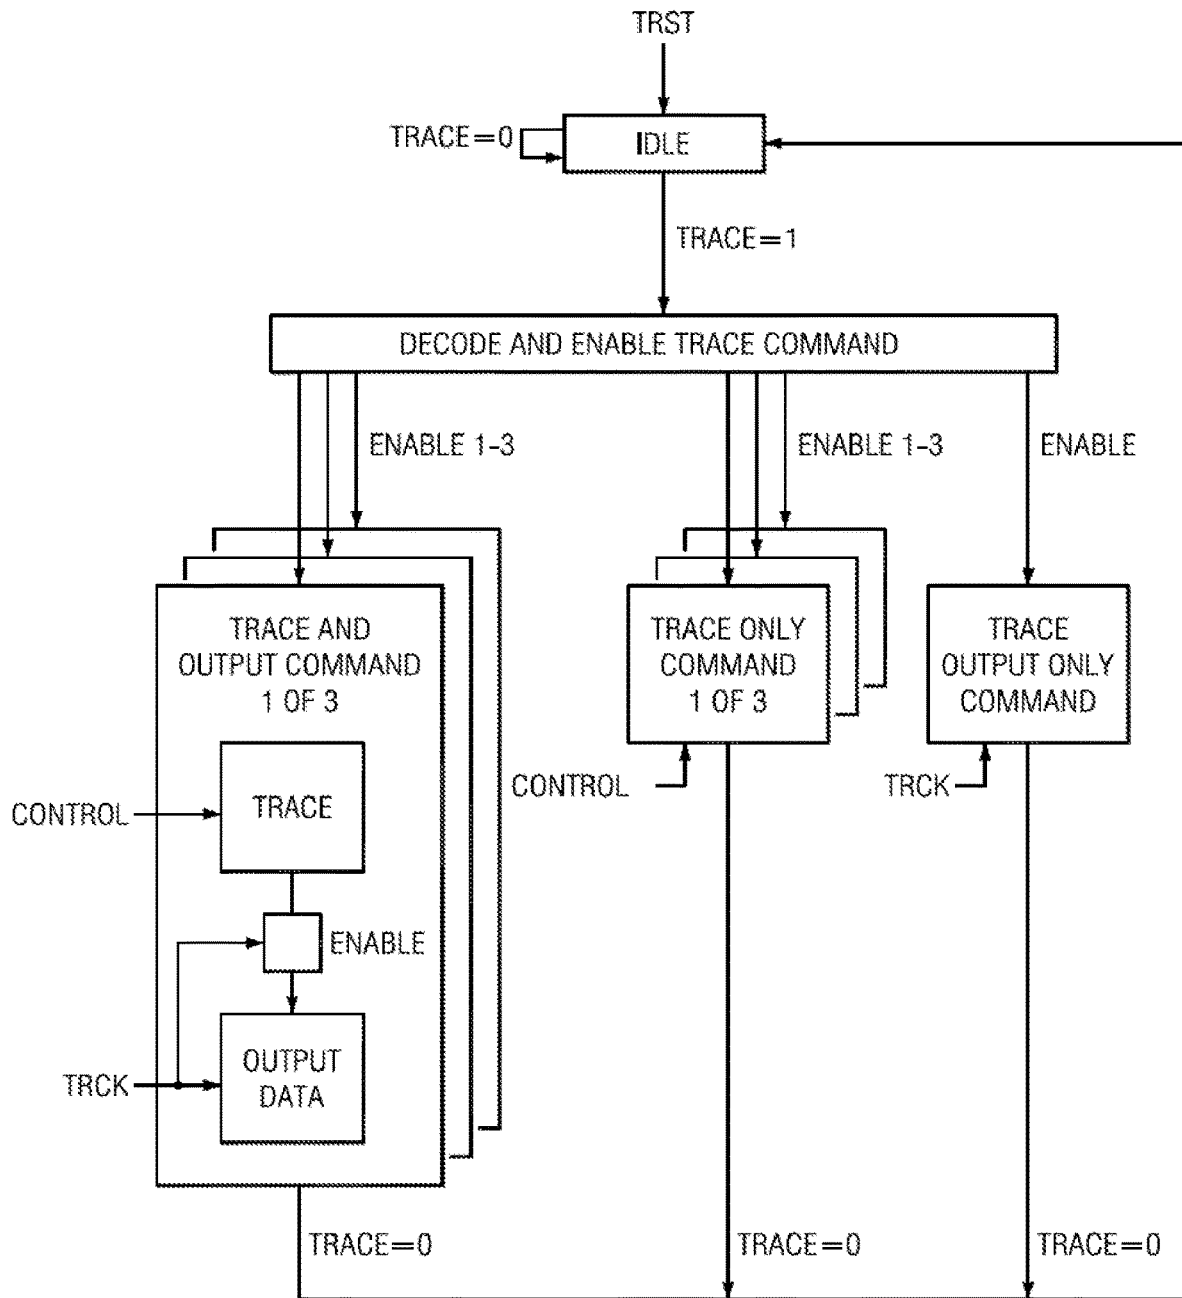 TRST
TRACE=0
IDLE
TRACE=1
DECODE AND ENABLE TRACE COMMAND
ENABLE 1-3
ENABLE 1-3
ENABLE
TRACE AND
OUTPUT COMMAND
1 OF 3
TRACE ONLY
COMMAND
1 OF 3
TRACE
OUTPUT ONLY
COMMAND
CONTROL
TRCK
CONTROL
TRACE
ENABLE
TRCK
OUTPUT
DATA
TRACE=0
TRACE=0
TRACE=0